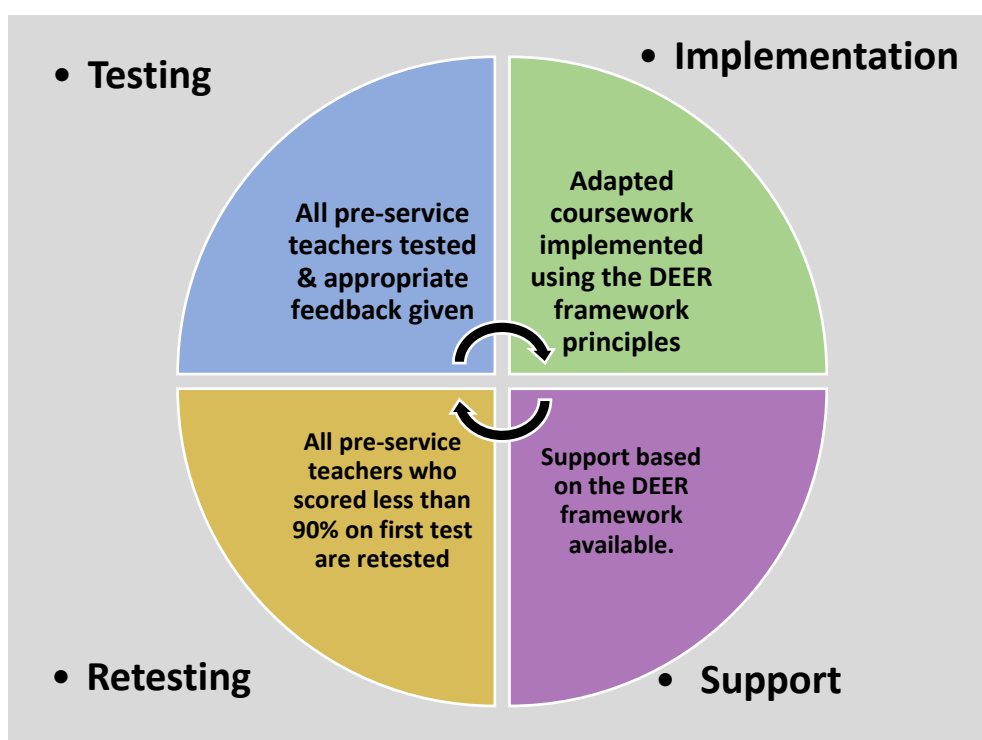 • Testing
All pre-service
teachers tested
& appropriate
feedback given
• Implementation
Adapted
coursework
implemented
using the DEER
framework
principles
• Support
Support based
on the DEER
framework
available.
• Retesting
All pre-service
teachers who
scored less than
90% on first test
are retested